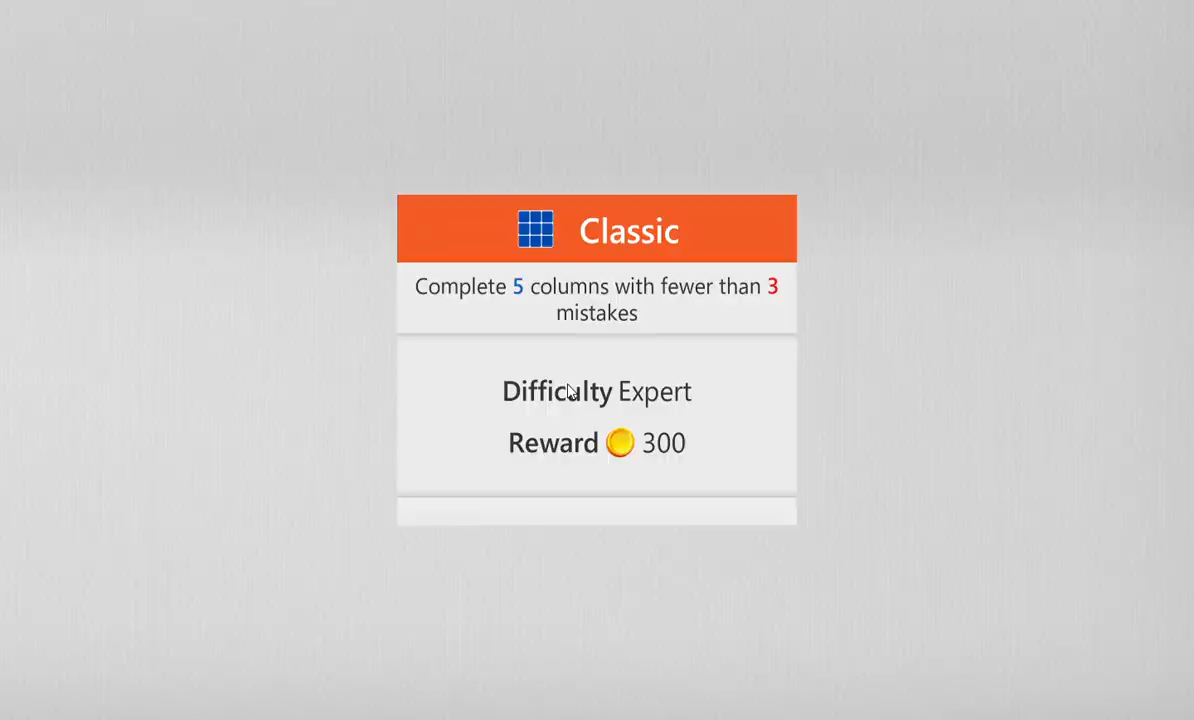 Classic
Complete 5 columns with fewer than 3
mistakes
Difficulty Expert
Reward 300